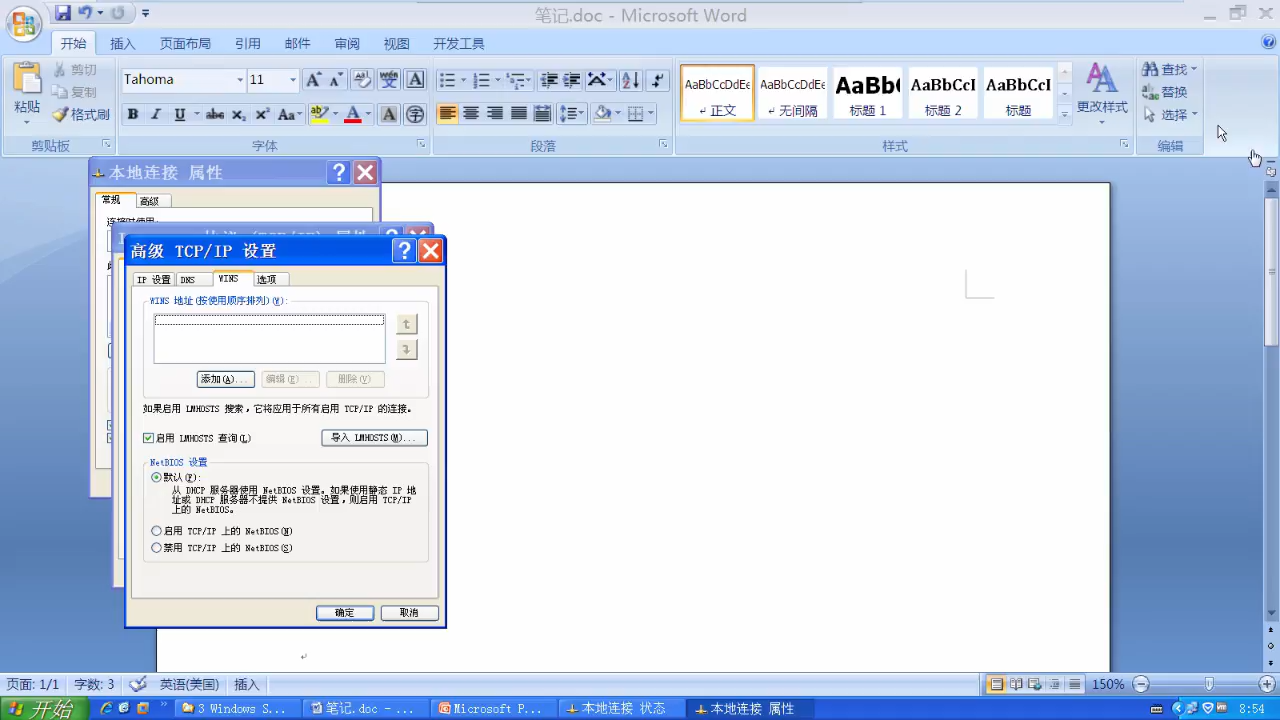 笔记.doc - Microsoft Word
开始 插入 页面布局 引用 邮件 审阅 视图 开发工具
粘贴
剪切
复制
格式刷
剪贴板
Tahoma 11
字体
段落
AaBbCcDdEe AaBbCcDdEe AaBb AaBbCcI AaBbCcI
正文 无间隔 标题 1 标题 2 标题
更改样式
样式
查找
替换
选择
编辑
本地连接 属性
常规 高级
连接时使用:
高级 TCP/IP 设置
IP 设置 DNS WINS 选项
WINS 地址(按使用顺序排列)(W):
添加(A)... 编辑(E)... 删除(V)
如果启用 LMHOSTS 搜索，它将应用于所有启用 TCP/IP 的连接。
启用 LMHOSTS 查询(L) 导入 LMHOSTS(M)...
NetBIOS 设置
默认(F):
从 DHCP 服务器使用 NetBIOS 设置。如果使用静态 IP 地
址或 DHCP 服务器不提供 NetBIOS 设置，则启用 TCP/IP
上的 NetBIOS。
启用 TCP/IP 上的 NetBIOS(N)
禁用 TCP/IP 上的 NetBIOS(S)
确定 取消
页面: 1/1 字数: 3 英语(美国) 插入 150%
开始 3 Windows S... 笔记.doc - ... Microsoft P... 本地连接 状态 本地连接 属性 8:54